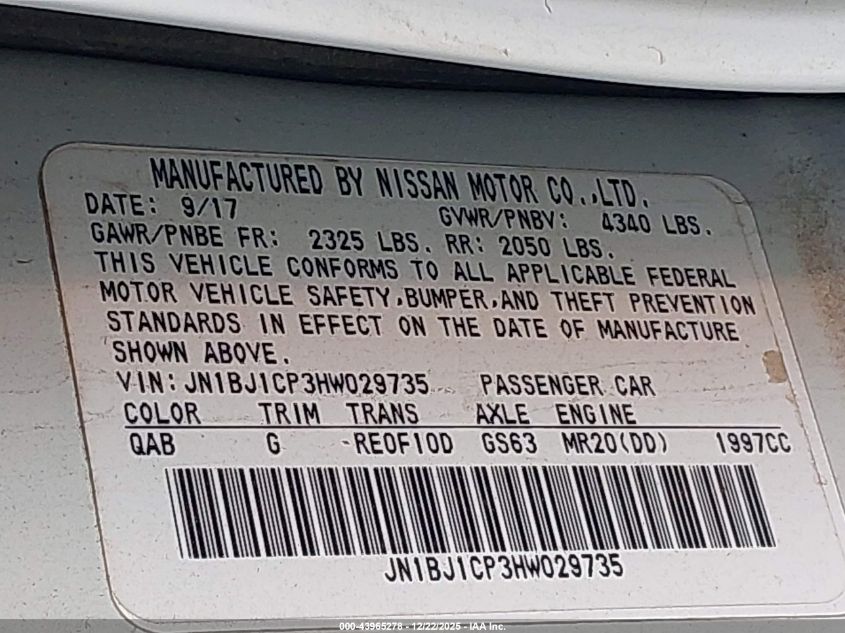 MANUFACTURED BY NISSAN MOTOR CO.,LTD.
DATE: 9/17 GVWR/PNBV: 4340 LBS.
GAWR/PNBE FR: 2325 LBS. RR: 2050 LBS.
THIS VEHICLE CONFORMS TO ALL APPLICABLE FEDERAL
MOTOR VEHICLE SAFETY,BUMPER,AND THEFT PREVENTION
STANDARDS IN EFFECT ON THE DATE OF MANUFACTURE
SHOWN ABOVE.
VIN: JN1BJ1CP3HW029735 PASSENGER CAR
COLOR TRIM TRANS AXLE ENGINE
QAB G -RE0F10D GS63 MR20(DD) 1997CC
JN1BJ1CP3HW029735
000-43965278 - 12/22/2025 - IAA Inc.